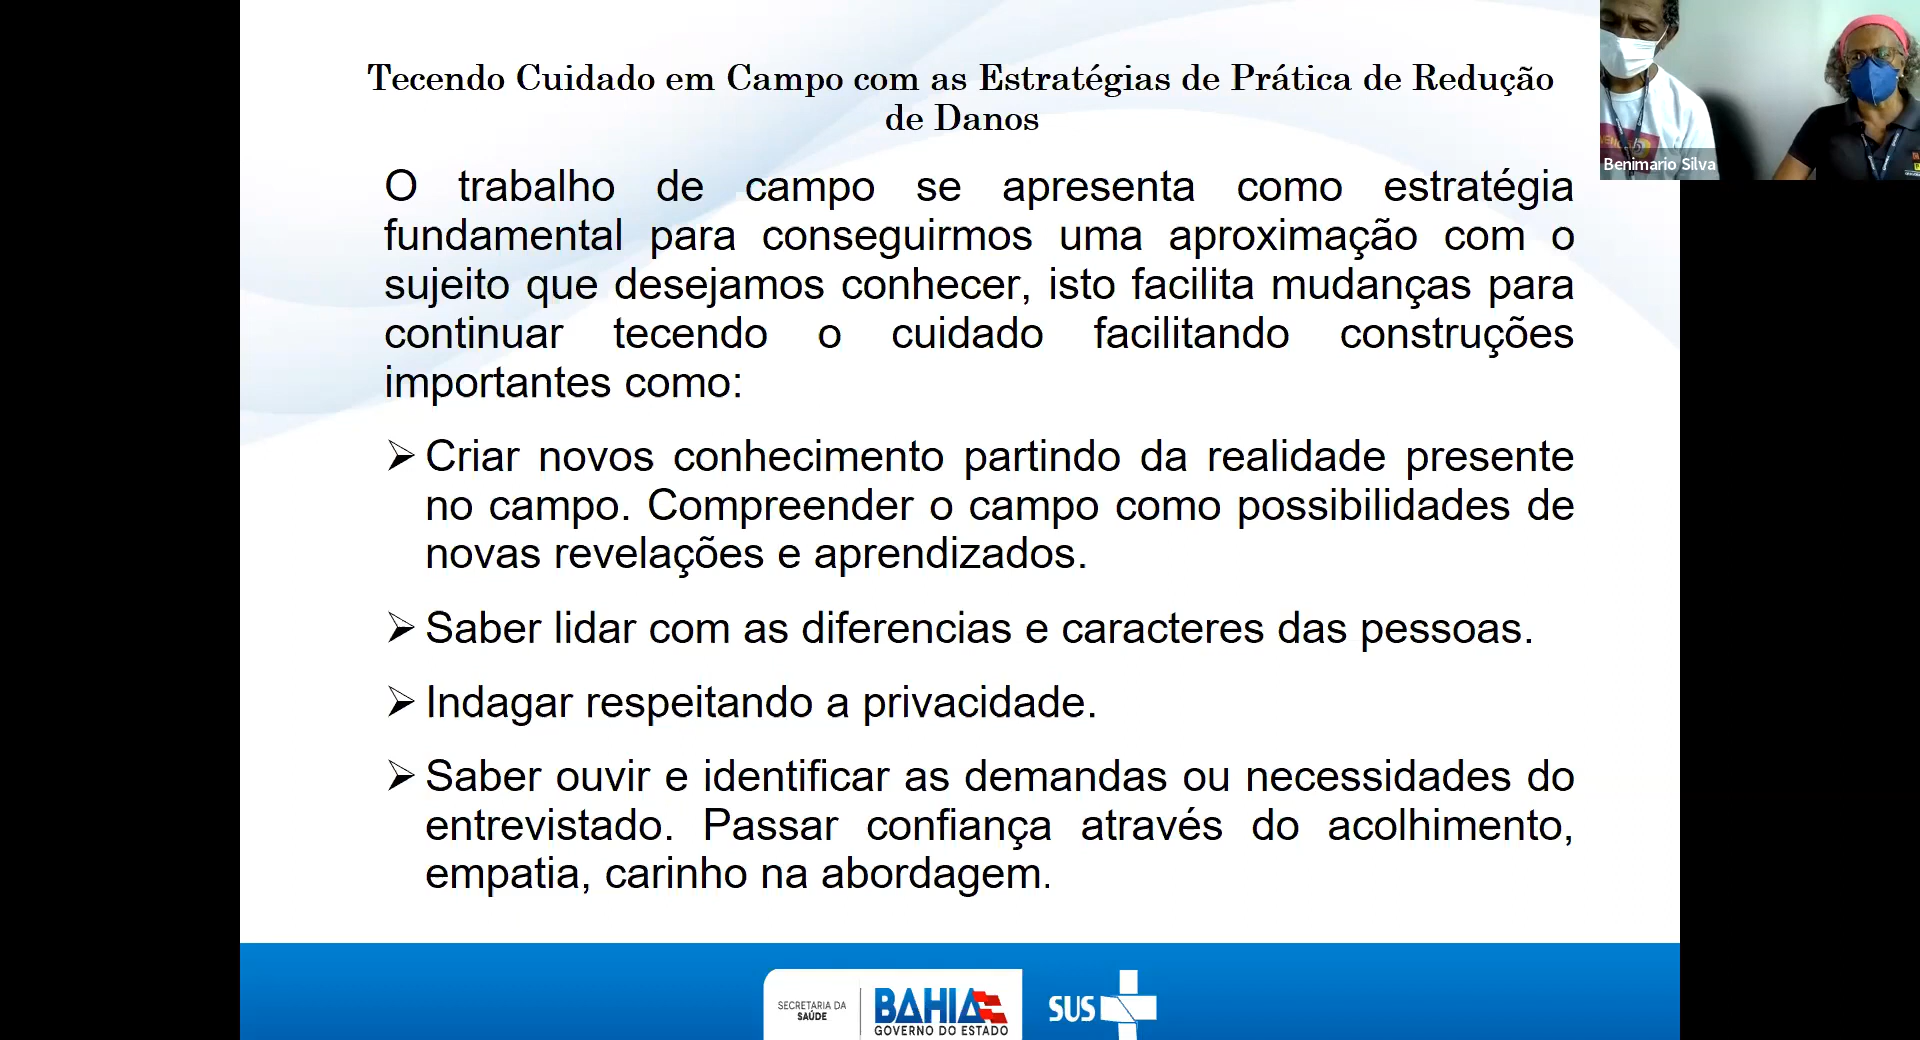 Tecendo Cuidado em Campo com as Estratégias de Prática de Redução
de Danos
O trabalho de campo se apresenta como estratégia
fundamental para conseguirmos uma aproximação com o
sujeito que desejamos conhecer, isto facilita mudanças para
continuar tecendo o cuidado facilitando construções
importantes como:
Criar novos conhecimento partindo da realidade presente
no campo. Compreender o campo como possibilidades de
novas revelações e aprendizados.
Saber lidar com as diferencias e caracteres das pessoas.
Indagar respeitando a privacidade.
Saber ouvir e identificar as demandas ou necessidades do
entrevistado. Passar confiança através do acolhimento,
empatia, carinho na abordagem.
Benimario Silva
SECRETARIA DA
SAÚDE
BAHIA
GOVERNO DO ESTADO
SUS